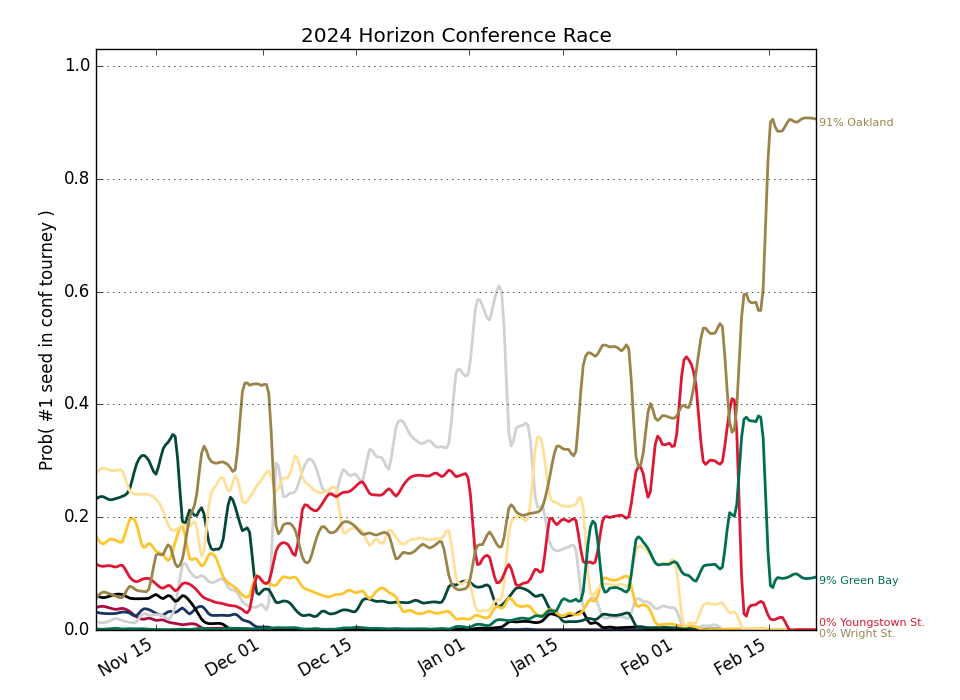 2024 Horizon Conference Race
Prob( #1 seed in conf tourney )
1.0
0.8
0.6
0.4
0.2
0.0
Nov 15
Dec 01
Dec 15
Jan 01
Jan 15
Feb 01
Feb 15
91% Oakland
9% Green Bay
0% Youngstown St.
0% Wright St.